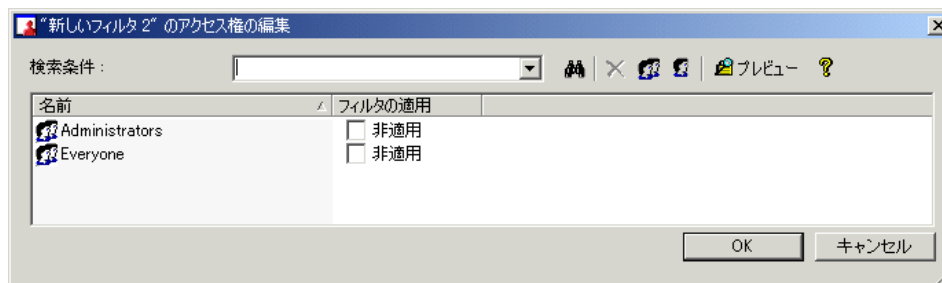 "新しいフィルタ 2" のアクセス権の編集
検索条件: プレビュー
名前 フィルタの適用
Administrators 非適用
Everyone 非適用
OK キャンセル